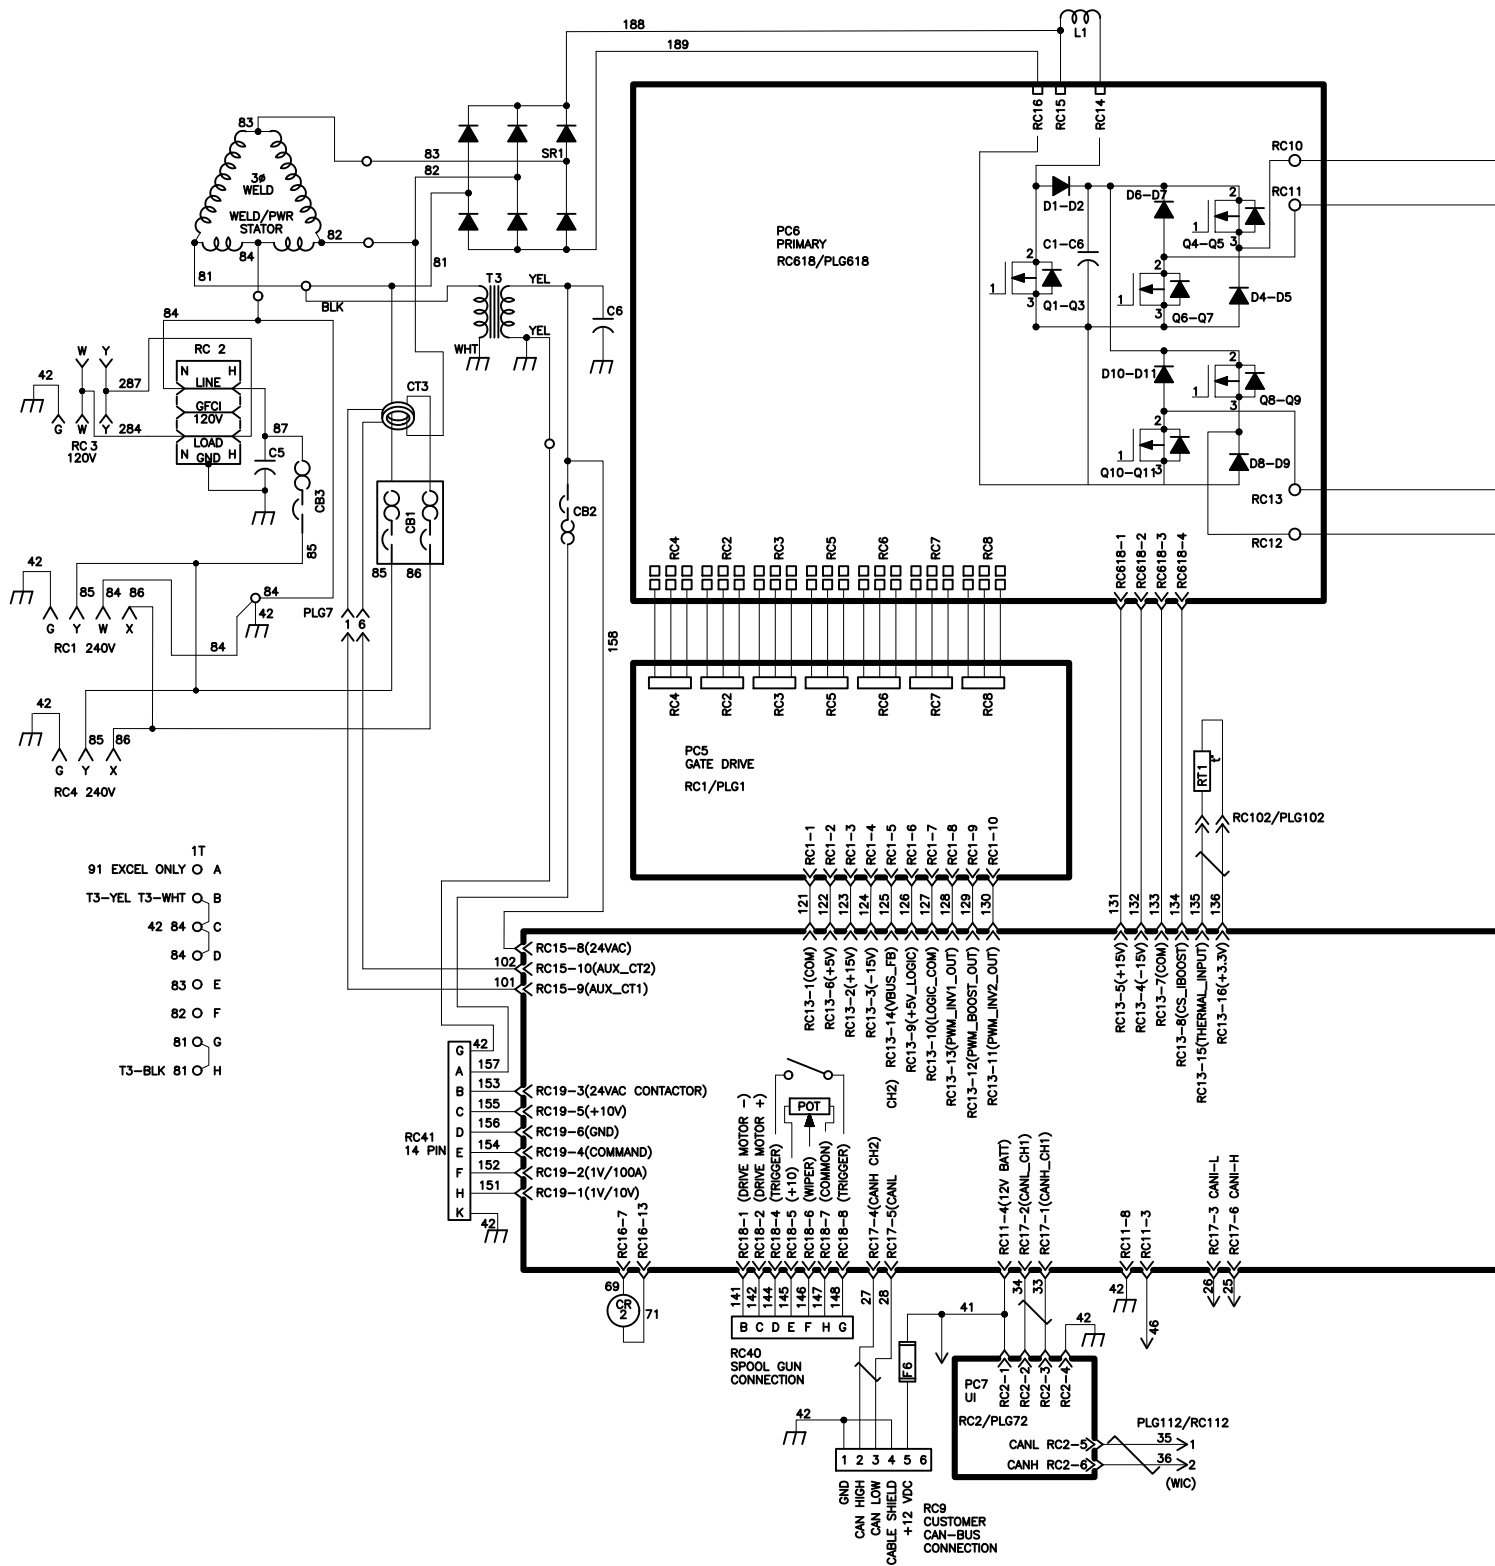 188
L1
189
RC16
RC15
RC14
83
83
82
SR1
3ø
WELD
WELD/PWR
STATOR
82
84
81
81
BLK
T3
YEL
YEL
WHT
C6
PC6
PRIMARY
RC618/PLG618
D1-D2
C1-C6
D6-D7
2
1
3
Q1-Q3
2
1
3
Q4-Q5
2
1
3
Q6-Q7
D4-D5
RC10
RC11
D10-D11
2
1
3
Q8-Q9
2
1
3
Q10-Q11
D8-D9
RC13
RC12
84
W Y
RC 2
N H
LINE
GFCI
120V
LOAD
N GND H
42
287
284
G W Y
RC3
120V
87
C5
CB3
85
CT3
CB1
85 86
CB2
42
85 84 86
G Y W X
RC1 240V
84
42
84
PLG7
1 6
158
42
85 86
G Y X
RC4 240V
RC4 RC2 RC3 RC5 RC6 RC7 RC8
RC618-1
RC618-2
RC618-3
RC618-4
RC4 RC2 RC3 RC5 RC6 RC7 RC8
PC5
GATE DRIVE
RC1/PLG1
RC1-1
RC1-2
RC1-3
RC1-4
RC1-5
RC1-6
RC1-7
RC1-8
RC1-9
RC1-10
RT1
t
RC102/PLG102
1T
91 EXCEL ONLY A
T3-YEL T3-WHT B
42 84 C
84 D
83 E
82 F
81 G
T3-BLK 81 H
121
122
123
124
125
126
127
128
129
130
131
132
133
134
135
136
RC15-8(24VAC)
102
RC15-10(AUX_CT2)
101
RC15-9(AUX_CT1)
RC13-1(COM)
RC13-6(+5V)
RC13-2(+15V)
RC13-3(-15V)
RC13-14(VBUS_FB)
CH2)
RC13-9(+5V_LOGIC)
RC13-10(LOGIC_COM)
RC13-13(PWM_INV1_OUT)
RC13-12(PWM_BOOST_OUT)
RC13-11(PWM_INV2_OUT)
RC13-5(+15V)
RC13-4(-15V)
RC13-7(COM)
RC13-8(CS_IBOOST)
RC13-15(THERMAL_INPUT)
RC13-16(+3.3V)
RC41
14 PIN
G 42
A 157
B 153 RC19-3(24VAC CONTACTOR)
C 155 RC19-5(+10V)
D 156 RC19-6(GND)
E 154 RC19-4(COMMAND)
F 152 RC19-2(1V/100A)
H 151 RC19-1(1V/10V)
K 42
POT
RC16-7
RC16-13
RC18-1 (DRIVE MOTOR -)
RC18-2 (DRIVE MOTOR +)
RC18-4 (TRIGGER)
RC18-5 (+10)
RC18-6 (WIPER)
RC18-7 (COMMON)
RC18-8 (TRIGGER)
RC17-4(CANH CH2)
RC17-5(CANL
RC11-4(12V BATT)
RC17-2(CANL_CH1)
RC17-1(CANH_CH1)
RC11-8
RC11-3
RC17-3 CANI-L
RC17-6 CANI-H
69
CR
2
71
141
142
144
145
146
147
148
B C D E F H G
RC40
SPOOL GUN
CONNECTION
27
28
41
34
33
42
42
46
26
25
F6
PC7
UI
RC2/PLG72
RC2-1
RC2-2
RC2-3
RC2-4
CANL RC2-5
CANH RC2-6
PLG112/RC112
35 1
36 2
(WIC)
42
1 2 3 4 5 6
GND
CAN HIGH
CAN LOW
CABLE SHIELD
+12 VDC
RC9
CUSTOMER
CAN-BUS
CONNECTION